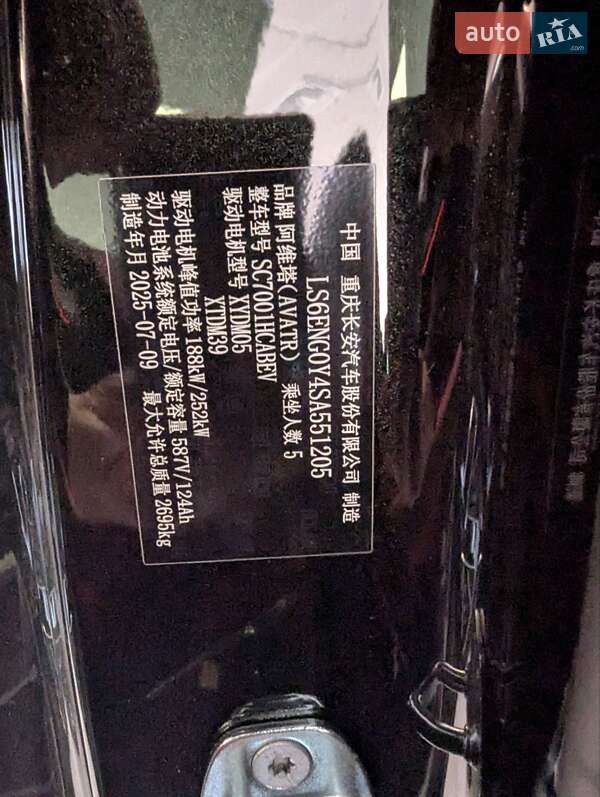 auto RIA .com
中国 重庆长安汽车股份有限公司 制造
LS6ENC0Y4SA551205
品牌 阿维塔(AVATR) 乘坐人数 5
整车型号 SC7001HCABEV
驱动电机型号 XYDM05
XTDM39
驱动电机峰值功率 188kW/252kW
动力电池系统额定电压/额定容量 587V/124Ah
制造年月 2025-07-09 最大允许总质量 2695kg